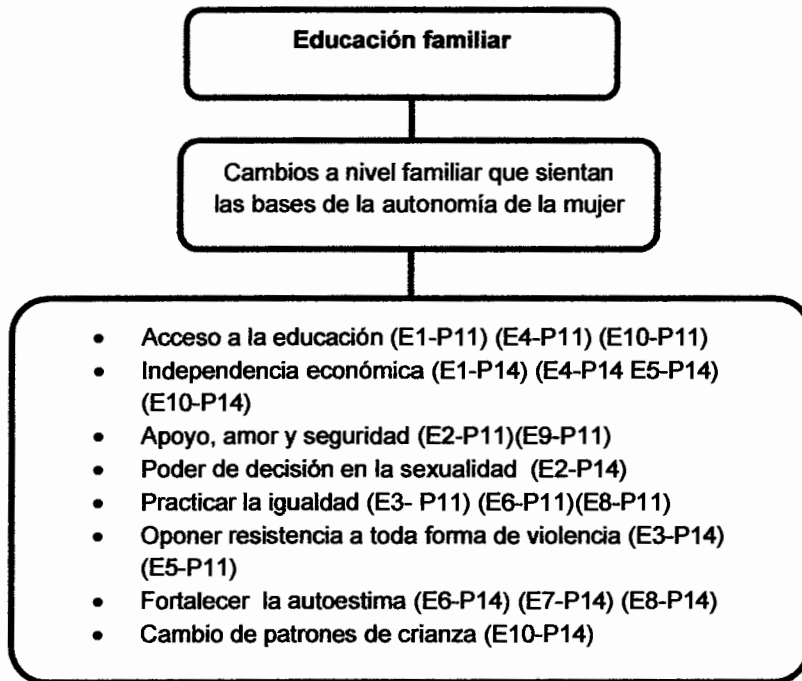 Educación familiar
Cambios a nivel familiar que sientan
las bases de la autonomía de la mujer
• Acceso a la educación (E1-P11) (E4-P11) (E10-P11)
• Independencia económica (E1-P14) (E4-P14 E5-P14)
(E10-P14)
• Apoyo, amor y seguridad (E2-P11)(E9-P11)
• Poder de decisión en la sexualidad (E2-P14)
• Practicar la igualdad (E3- P11) (E6-P11)(E8-P11)
• Oponer resistencia a toda forma de violencia (E3-P14)
(E5-P11)
• Fortalecer la autoestima (E6-P14) (E7-P14) (E8-P14)
• Cambio de patrones de crianza (E10-P14)